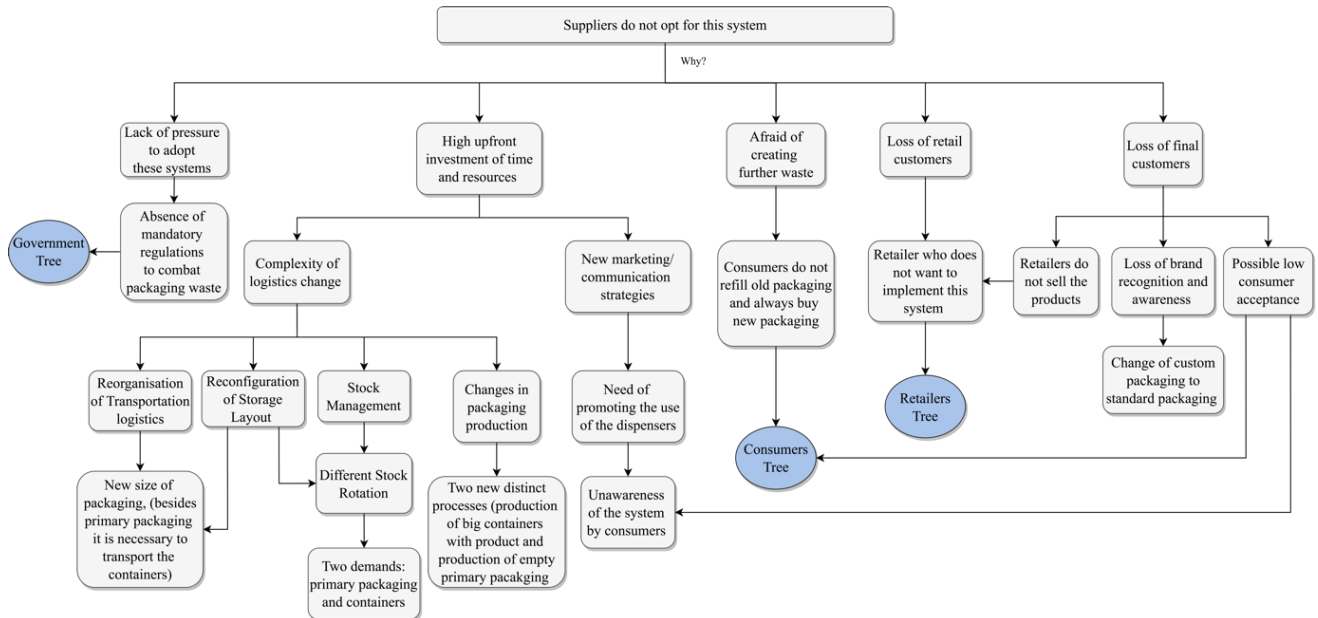 Suppliers do not opt for this system
Why?
Lack of pressure
to adopt
these systems
High upfront
investment of time
and resources
Afraid of
creating
further waste
Loss of retail
customers
Loss of final
customers
Government
Tree
Absence of
mandatory
regulations
to combat
packaging waste
Complexity of
logistics change
New marketing/
communication
strategies
Consumers do not
refill old packaging
and always buy
new packaging
Retailer who does
not want to
implement this
system
Retailers do
not sell the
products
Loss of brand
recognition and
awareness
Possible low
consumer
acceptance
Reorganisation
of Transportation
logistics
Reconfiguration
of Storage
Layout
Stock
Management
Changes in
packaging
production
Need of
promoting the use
of the dispensers
Retailers
Tree
Change of custom
packaging to
standard packaging
Consumers
Tree
New size of
packaging, (besides
primary packaging
it is necessary to
transport the
containers)
Different Stock
Rotation
Two new distinct
processes (production
of big containers
with product and
production of empty
primary pacakging
Unawareness
of the system
by consumers
Two demands:
primary packaging
and containers